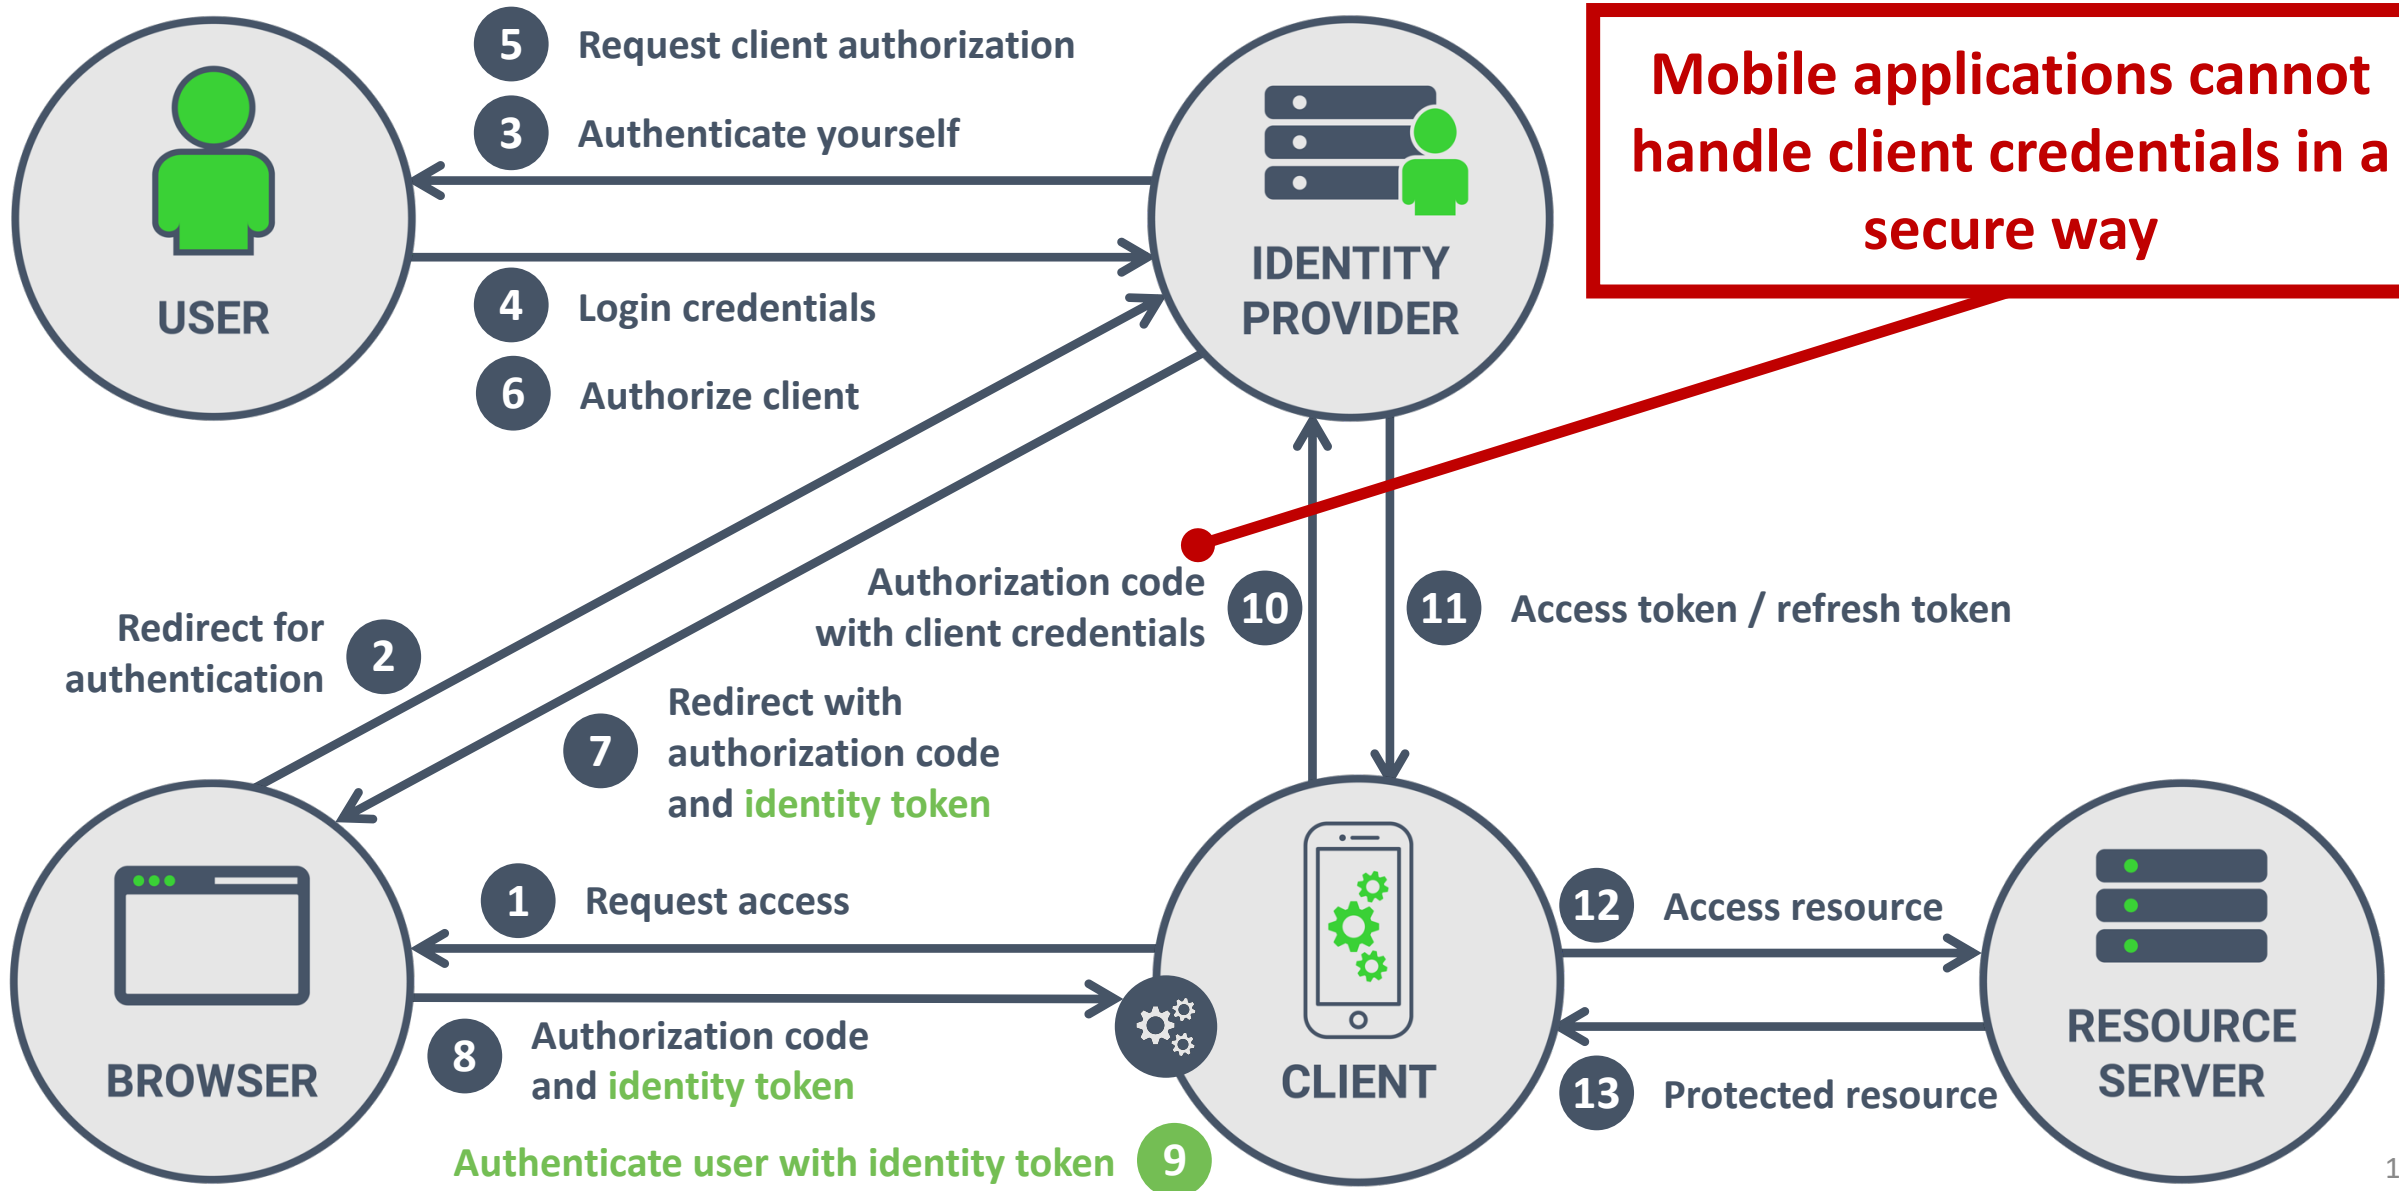 5 Request client authorization
3 Authenticate yourself
Mobile applications cannot
handle client credentials in a
secure way
USER
IDENTITY
PROVIDER
4 Login credentials
6 Authorize client
Redirect for
authentication
2
Authorization code
with client credentials
10
11 Access token / refresh token
7
Redirect with
authorization code
and identity token
1 Request access
8
Authorization code
and identity token
BROWSER
Authenticate user with identity token 9
CLIENT
12 Access resource
13 Protected resource
RESOURCE
SERVER
1